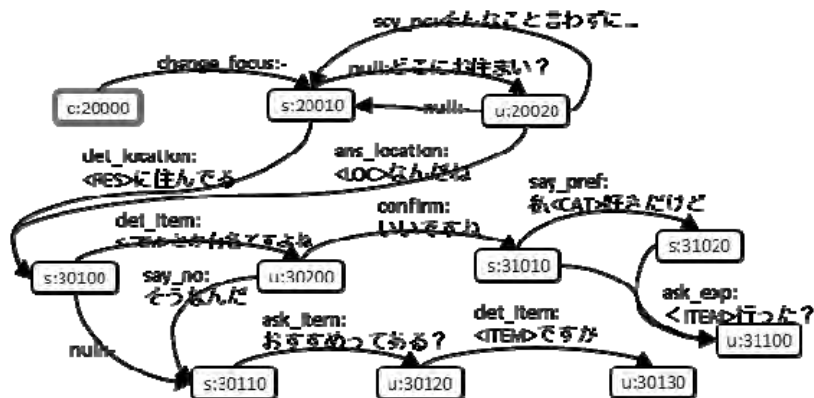 say_no:そんなこと言わずに...
change_focus:-
null:どこにお住まい？
c:20000
s:20010
null:-
u:20020
det_location:
<RES>に住んでる
ans_location:
<LOC>なんだね
say_pref:
私<CAT>好きだけど
det_item:
confirm:
いいですね
s:31020
s:30100
say_no:
そうなんだ
u:30200
s:31010
ask_exp:
<ITEM>行った？
ask_item:
おすすめってある？
det_item:
<ITEM>ですか
u:31100
null:-
s:30110
u:30120
u:30130